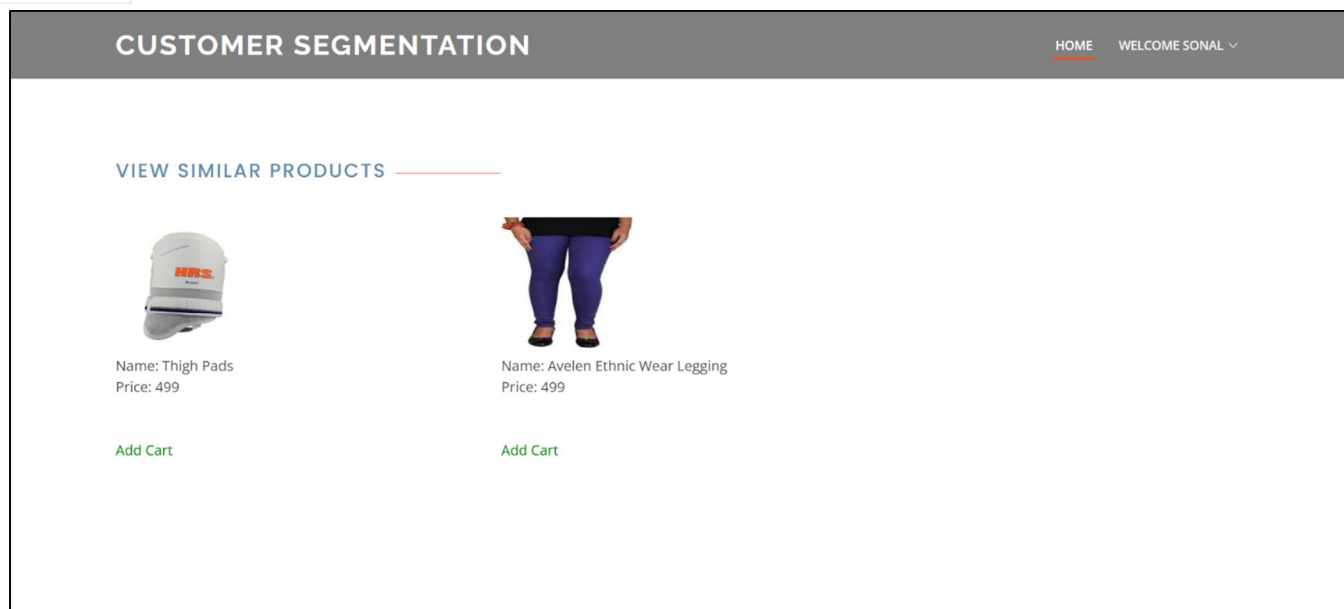 CUSTOMER SEGMENTATION
HOME WELCOME SONAL
VIEW SIMILAR PRODUCTS
HRS
Name: Thigh Pads
Price: 499
Add Cart
Name: Avelen Ethnic Wear Legging
Price: 499
Add Cart